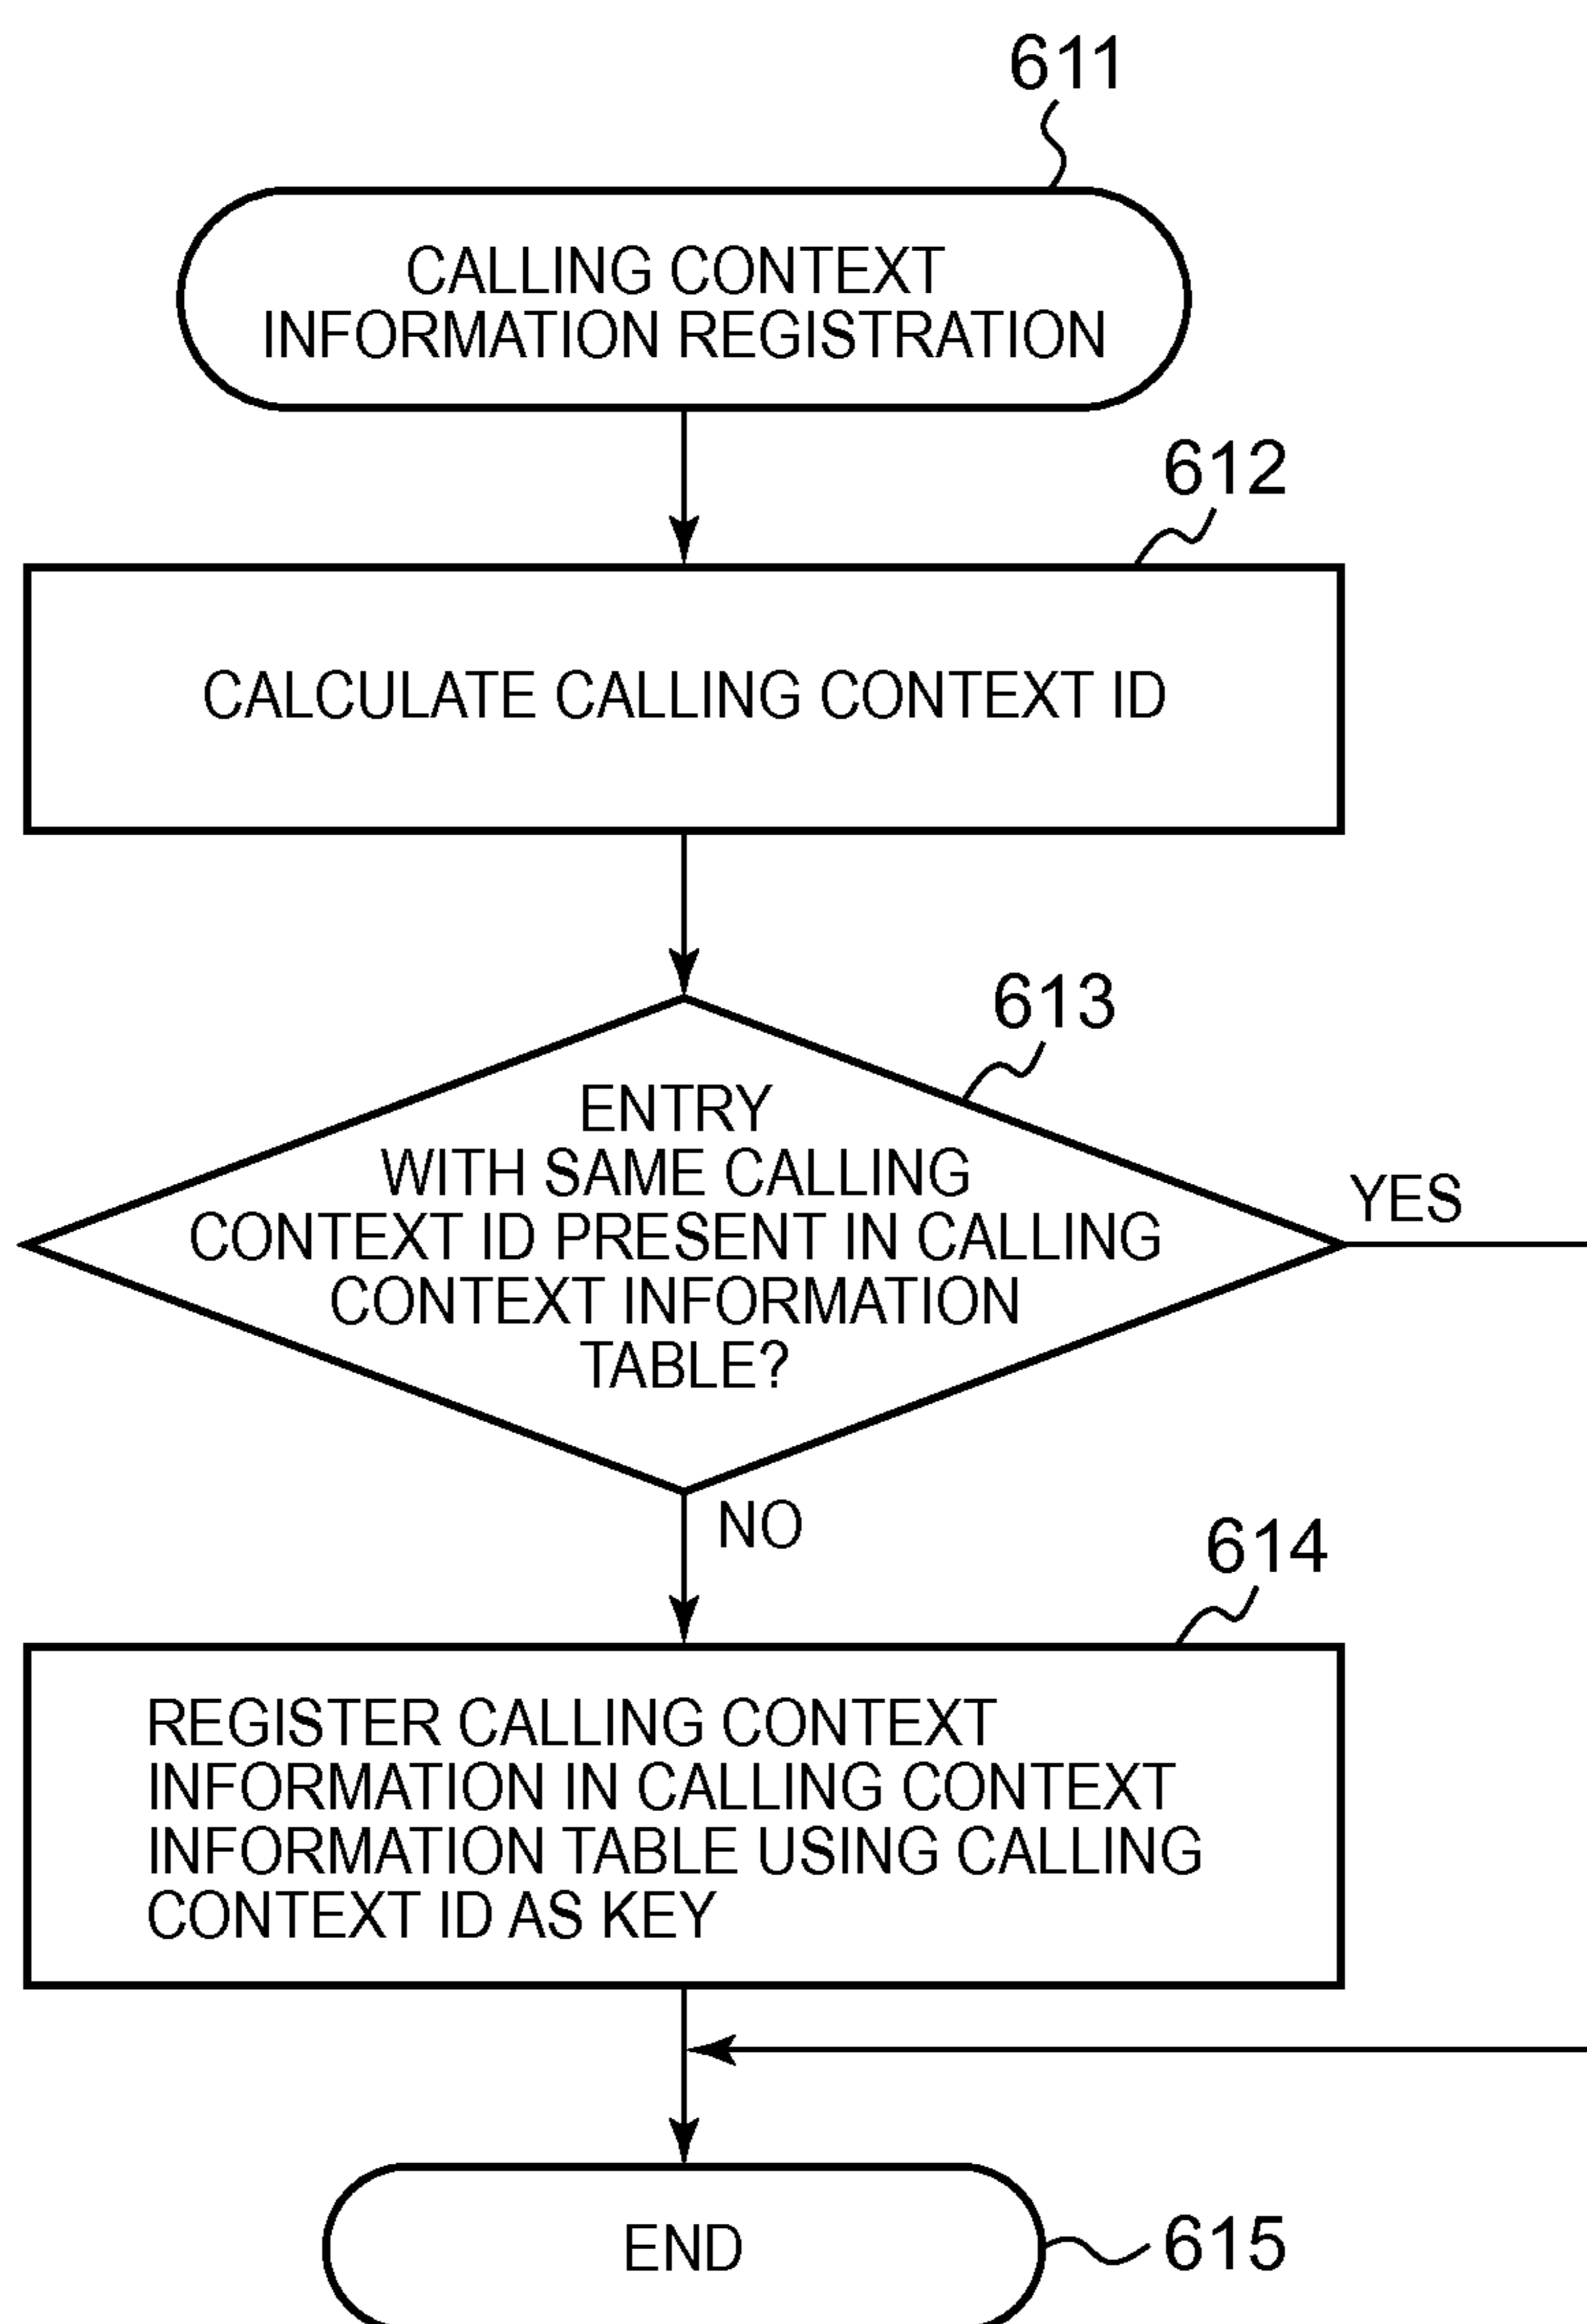 611
CALLING CONTEXT
INFORMATION REGISTRATION
612
CALCULATE CALLING CONTEXT ID
613
ENTRY
WITH SAME CALLING
CONTEXT ID PRESENT IN CALLING
CONTEXT INFORMATION
TABLE?
YES
NO
614
REGISTER CALLING CONTEXT
INFORMATION IN CALLING CONTEXT
INFORMATION TABLE USING CALLING
CONTEXT ID AS KEY
END
615